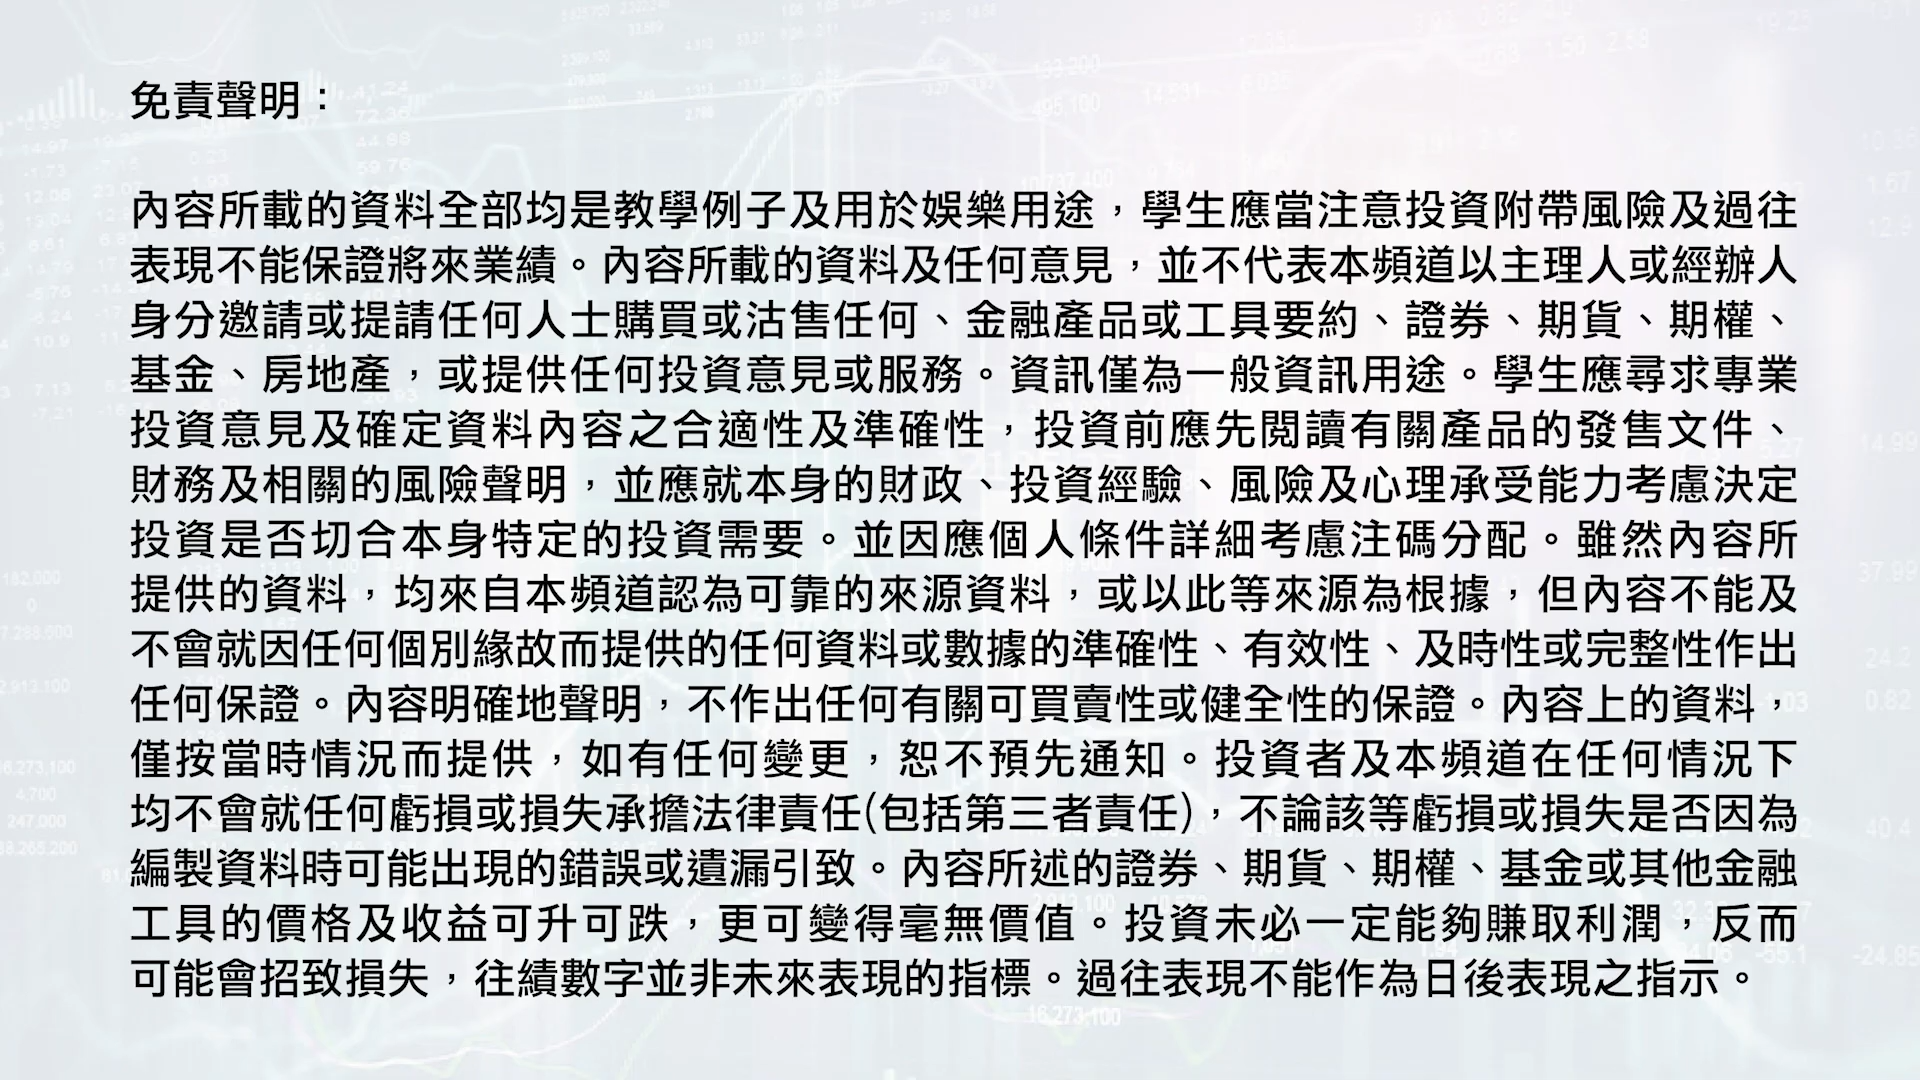 免責聲明：
內容所載的資料全部均是教學例子及用於娛樂用途，學生應當注意投資附帶風險及過往
表現不能保證將來業績。內容所載的資料及任何意見，並不代表本頻道以主理人或經辦人
身分邀請或提請任何人士購買或沽售任何、金融產品或工具要約、證券、期貨、期權、
基金、房地產，或提供任何投資意見或服務。資訊僅為一般資訊用途。學生應尋求專業
投資意見及確定資料內容之合適性及準確性，投資前應先閱讀有關產品的發售文件、
財務及相關的風險聲明，並應就本身的財政、投資經驗、風險及心理承受能力考慮決定
投資是否切合本身特定的投資需要。並因應個人條件詳細考慮注碼分配。雖然內容所
提供的資料，均來自本頻道認為可靠的來源資料，或以此等來源為根據，但內容不能及
不會就因任何個別緣故而提供的任何資料或數據的準確性、有效性、及時性或完整性作出
任何保證。內容明確地聲明，不作出任何有關可買賣性或健全性的保證。內容上的資料，
僅按當時情況而提供，如有任何變更，恕不預先通知。投資者及本頻道在任何情況下
均不會就任何虧損或損失承擔法律責任(包括第三者責任)，不論該等虧損或損失是否因為
編製資料時可能出現的錯誤或遺漏引致。內容所述的證券、期貨、期權、基金或其他金融
工具的價格及收益可升可跌，更可變得毫無價值。投資未必一定能夠賺取利潤，反而
可能會招致損失，往績數字並非未來表現的指標。過往表現不能作為日後表現之指示。